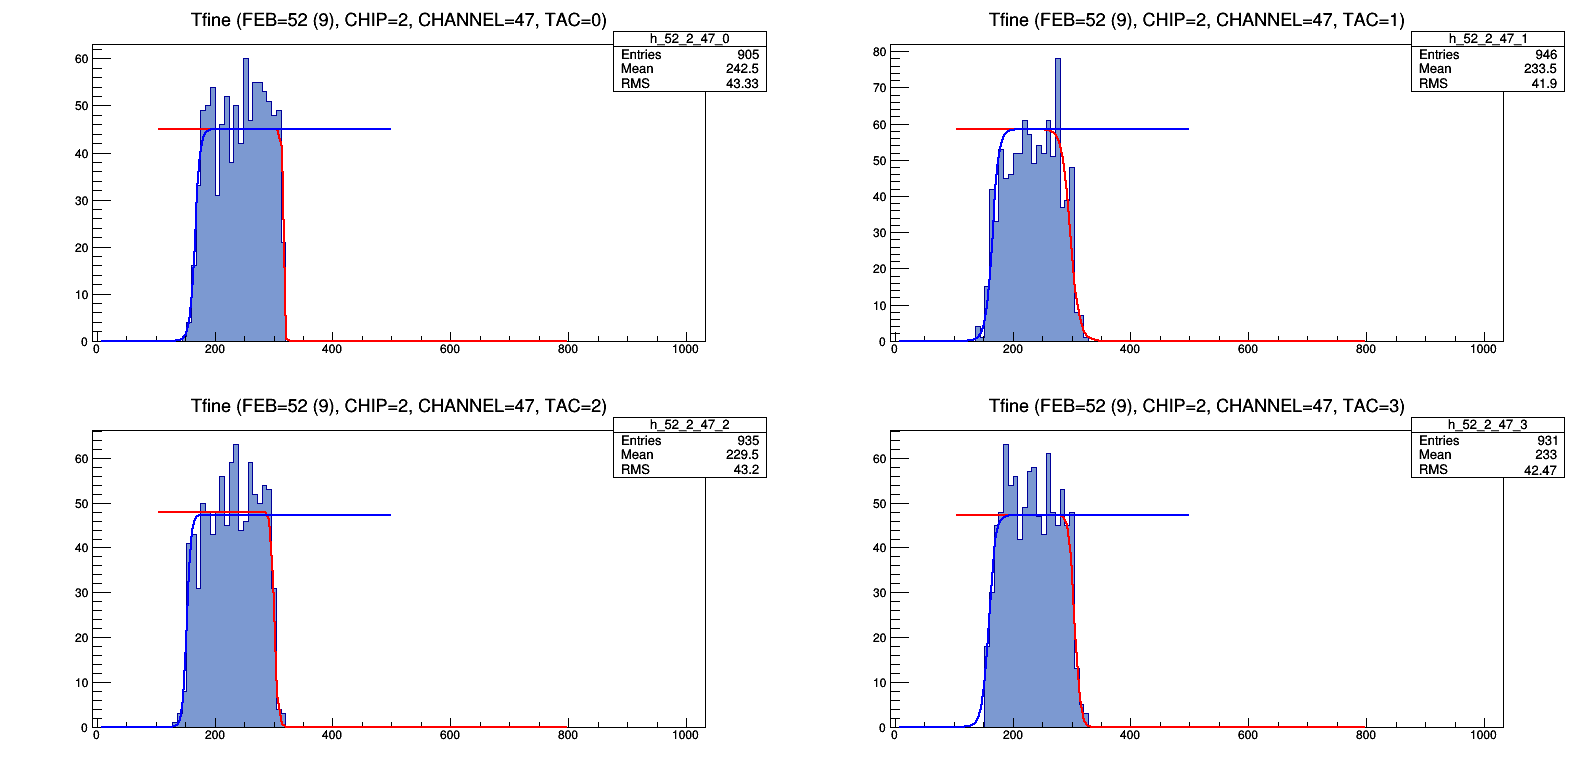 Tfine (FEB=52 (9), CHIP=2, CHANNEL=47, TAC=0)
h_52_2_47_0
Entries 905
Mean 242.5
RMS 43.33
60
50
40
30
20
10
0
0 200 400 600 800 1000
Tfine (FEB=52 (9), CHIP=2, CHANNEL=47, TAC=1)
h_52_2_47_1
Entries 946
Mean 233.5
RMS 41.9
80
70
60
50
40
30
20
10
0
0 200 400 600 800 1000
Tfine (FEB=52 (9), CHIP=2, CHANNEL=47, TAC=2)
h_52_2_47_2
Entries 935
Mean 229.5
RMS 43.2
60
50
40
30
20
10
0
0 200 400 600 800 1000
Tfine (FEB=52 (9), CHIP=2, CHANNEL=47, TAC=3)
h_52_2_47_3
Entries 931
Mean 233
RMS 42.47
60
50
40
30
20
10
0
0 200 400 600 800 1000